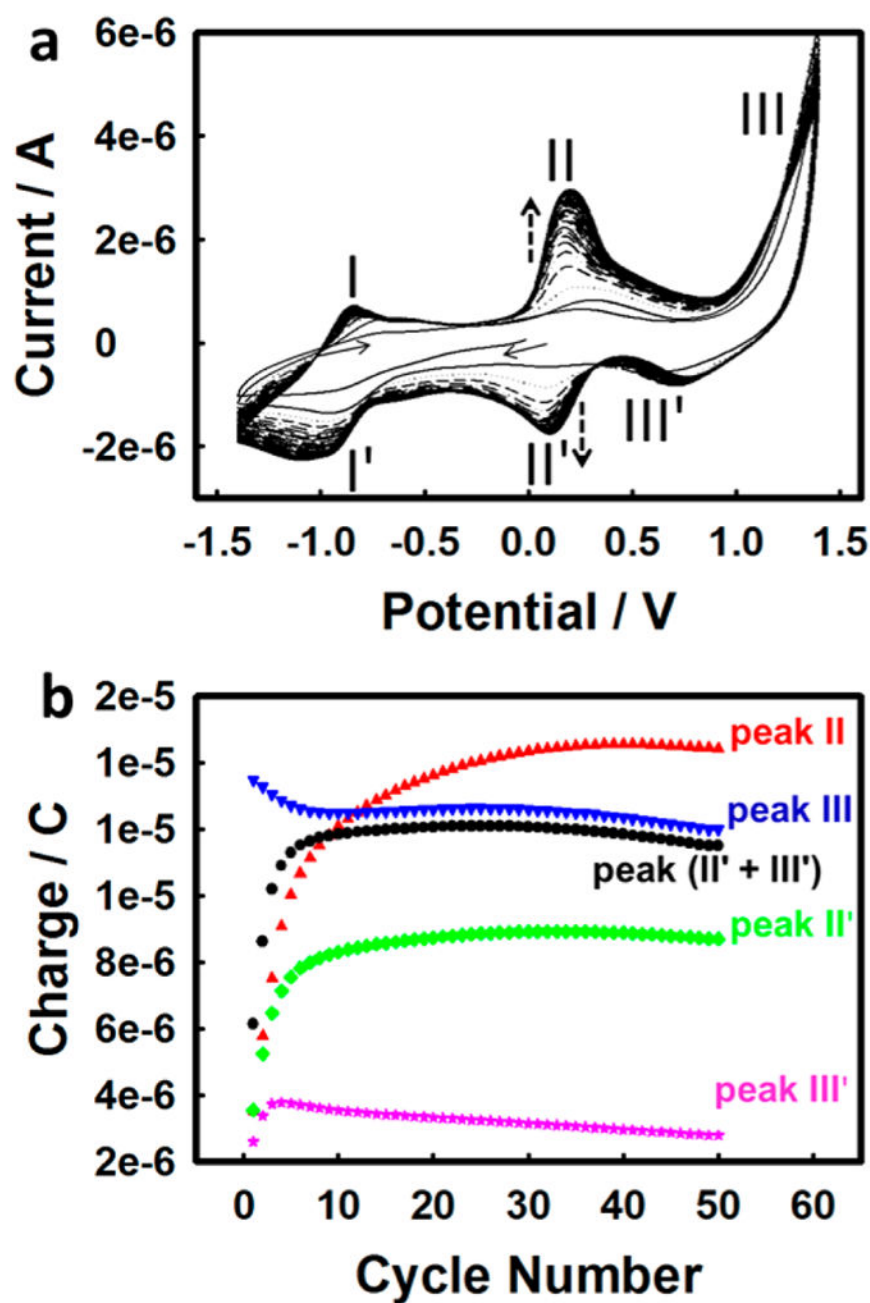 a
6e-6
4e-6
2e-6
0
-2e-6
Current / A
I
II
III
I'
II'
III'
-1.5 -1.0 -0.5 0.0 0.5 1.0 1.5
Potential / V
b
2e-5
1e-5
1e-5
1e-5
8e-6
6e-6
4e-6
2e-6
Charge / C
peak II
peak III
peak (II' + III')
peak II'
peak III'
0 10 20 30 40 50 60
Cycle Number